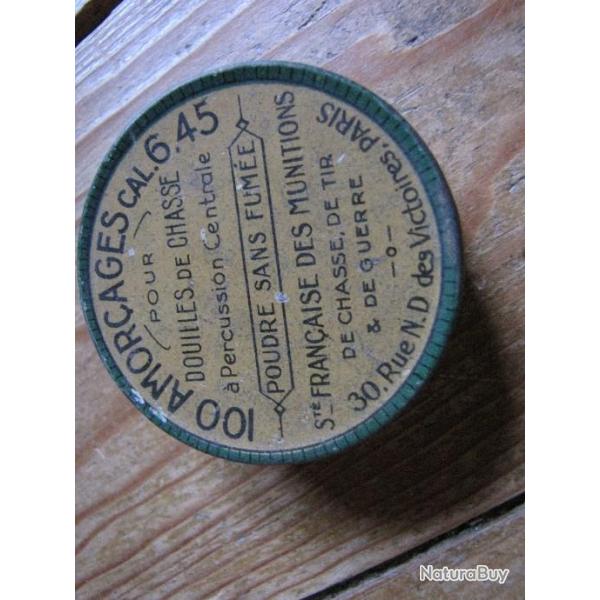 100 AMORÇAGES CAL. 6.45
POUR
DOUILLES DE CHASSE
à Percussion Centrale
POUDRE SANS FUMÉE
STÉ FRANÇAISE DES MUNITIONS
DE CHASSE, DE TIR
& DE GUERRE
-o-
30. Rue N.D des Victoires. PARIS
NaturaBuy